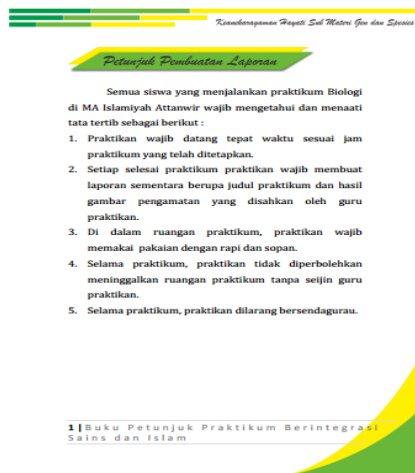 Keanekaragaman Hayati Sub Materi Gen dan Spesies
Petunjuk Pembuatan Laporan
Semua siswa yang menjalankan praktikum Biologi
di MA Islamiyah Attanwir wajib mengetahui dan menaati
tata tertib sebagai berikut :
1. Praktikan wajib datang tepat waktu sesuai jam
praktikum yang telah ditetapkan.
2. Setiap selesai praktikum praktikan wajib membuat
laporan sementara berupa judul praktikum dan hasil
gambar pengamatan yang disahkan oleh guru
praktikan.
3. Di dalam ruangan praktikum, praktikan wajib
memakai pakaian dengan rapi dan sopan.
4. Selama praktikum, praktikan tidak diperbolehkan
meninggalkan ruangan praktikum tanpa seijin guru
praktikan.
5. Selama praktikum, praktikan dilarang bersendagurau.
1 | Buku Petunjuk Praktikum Berintegrasi
Sains dan Islam